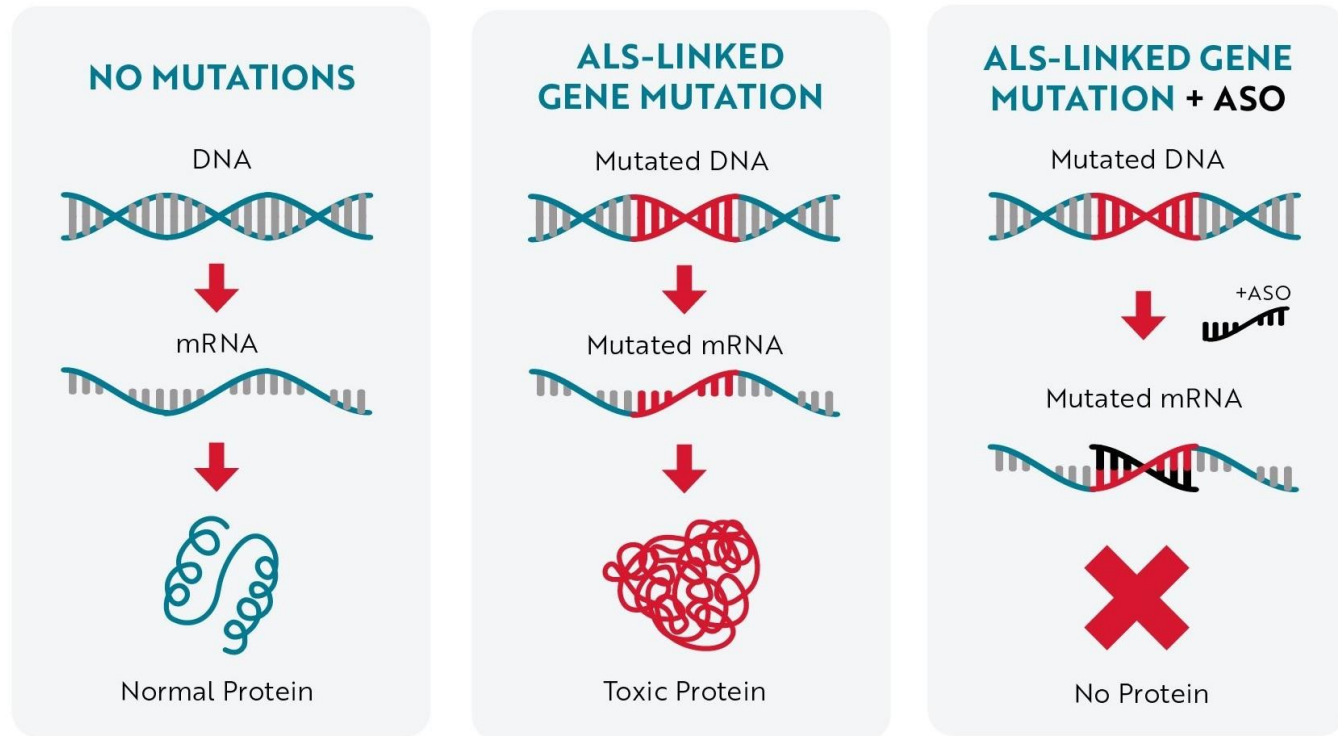 NO MUTATIONS
DNA
mRNA
Normal Protein
ALS-LINKED
GENE MUTATION
Mutated DNA
Mutated mRNA
Toxic Protein
ALS-LINKED GENE
MUTATION + ASO
Mutated DNA
+ASO
Mutated mRNA
No Protein